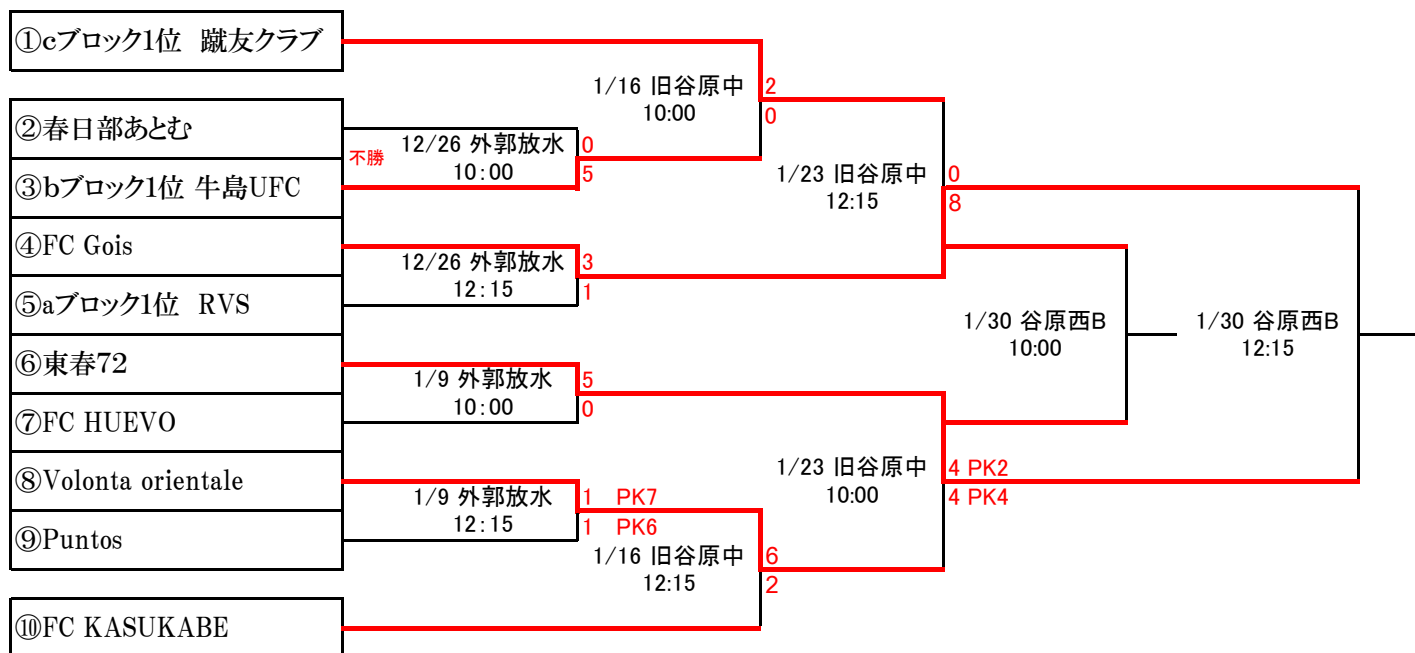 ①cブロック1位 蹴友クラブ
1/16 旧谷原中
10:00
2
0
②春日部あとむ
不勝
12/26 外郭放水
10:00
0
5
③bブロック1位 牛島UFC
1/23 旧谷原中
12:15
0
8
④FC Gois
12/26 外郭放水
12:15
3
1
⑤aブロック1位 RVS
1/30 谷原西B
10:00
1/30 谷原西B
12:15
⑥東春72
1/9 外郭放水
10:00
5
0
⑦FC HUEVO
⑧Volonta orientale
1/23 旧谷原中
10:00
4 PK2
4 PK4
1/9 外郭放水
12:15
1 PK7
1 PK6
⑨Puntos
1/16 旧谷原中
12:15
6
2
⑩FC KASUKABE